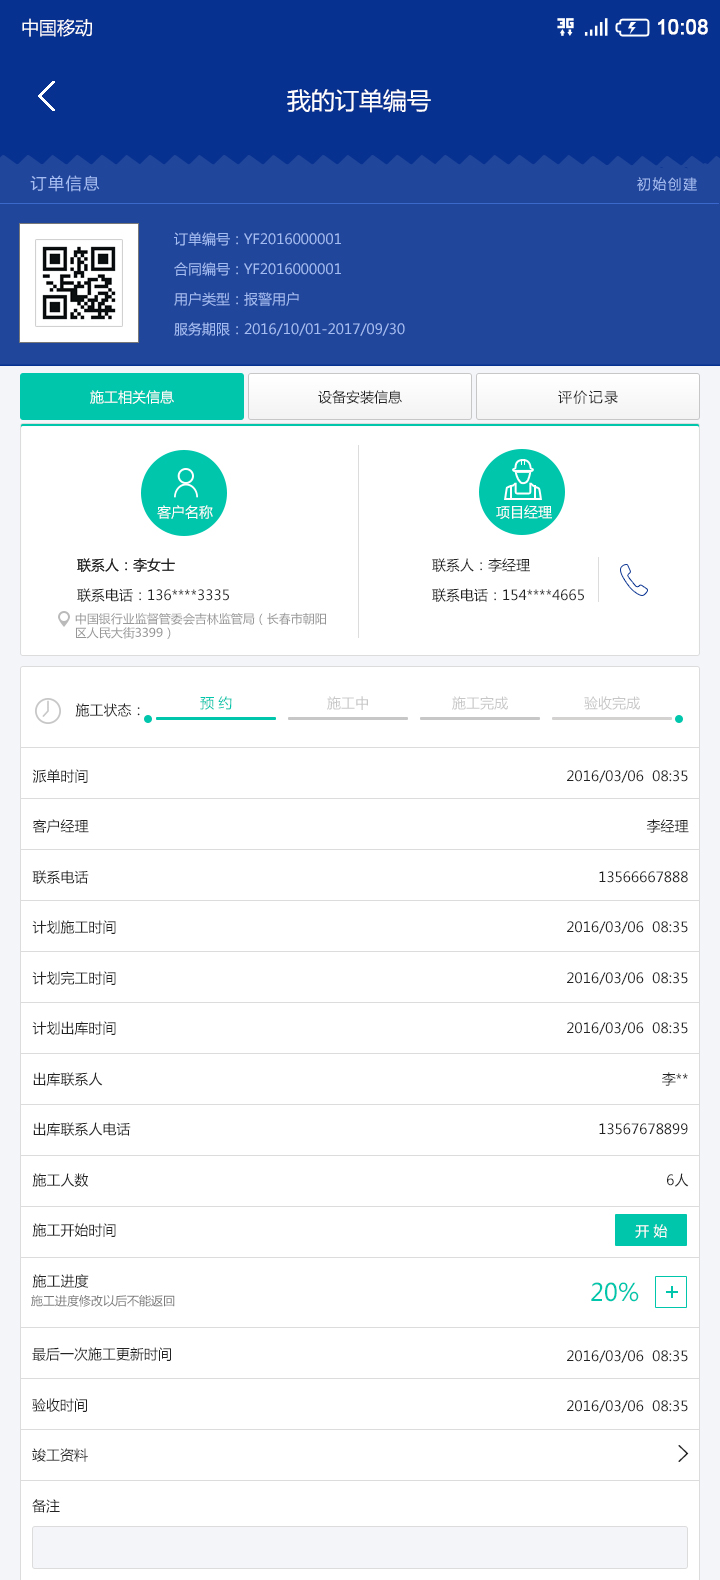 中国移动
3G
10:08
我的订单编号
订单信息
初始创建
订单编号：YF2016000001
合同编号：YF2016000001
用户类型：报警用户
服务期限：2016/10/01-2017/09/30
施工相关信息
设备安装信息
评价记录
客户名称
联系人：李女士
联系电话：136****3335
中国银行业监督管委会吉林监管局（长春市朝阳
区人民大街3399）
项目经理
联系人：李经理
联系电话：154****4665
施工状态：
预 约
施工中
施工完成
验收完成
派单时间 2016/03/06 08:35
客户经理 李经理
联系电话 13566667888
计划施工时间 2016/03/06 08:35
计划完工时间 2016/03/06 08:35
计划出库时间 2016/03/06 08:35
出库联系人 李**
出库联系人电话 13567678899
施工人数 6人
施工开始时间 开 始
施工进度
施工进度修改以后不能返回
20% +
最后一次施工更新时间 2016/03/06 08:35
验收时间 2016/03/06 08:35
竣工资料
备注